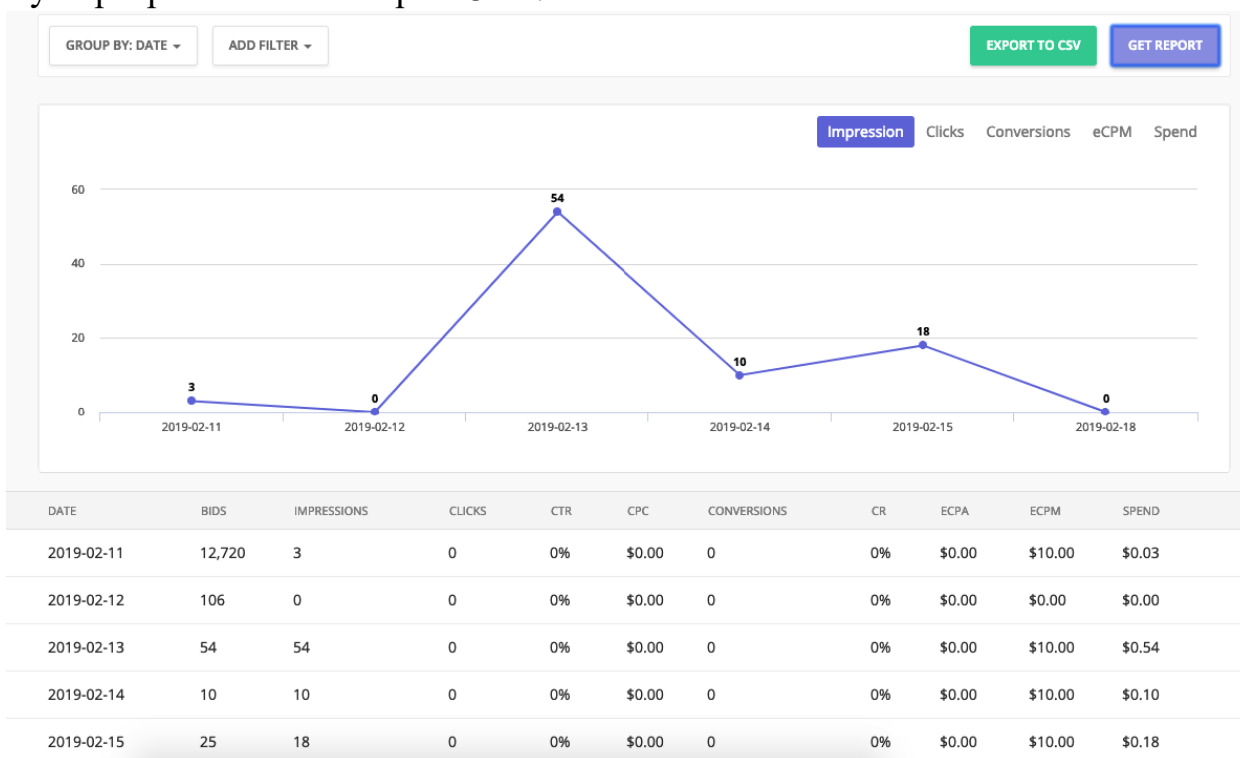 GROUP BY: DATE ADD FILTER EXPORT TO CSV GET REPORT
Impression Clicks Conversions eCPM Spend
60
54
40
20
18
10
3
0
0
0
2019-02-11 2019-02-12 2019-02-13 2019-02-14 2019-02-15 2019-02-18
DATE BIDS IMPRESSIONS CLICKS CTR CPC CONVERSIONS CR ECPA ECPM SPEND
2019-02-11 12,720 3 0 0% $0.00 0 0% $0.00 $10.00 $0.03
2019-02-12 106 0 0 0% $0.00 0 0% $0.00 $0.00 $0.00
2019-02-13 54 54 0 0% $0.00 0 0% $0.00 $10.00 $0.54
2019-02-14 10 10 0 0% $0.00 0 0% $0.00 $10.00 $0.10
2019-02-15 25 18 0 0% $0.00 0 0% $0.00 $10.00 $0.18